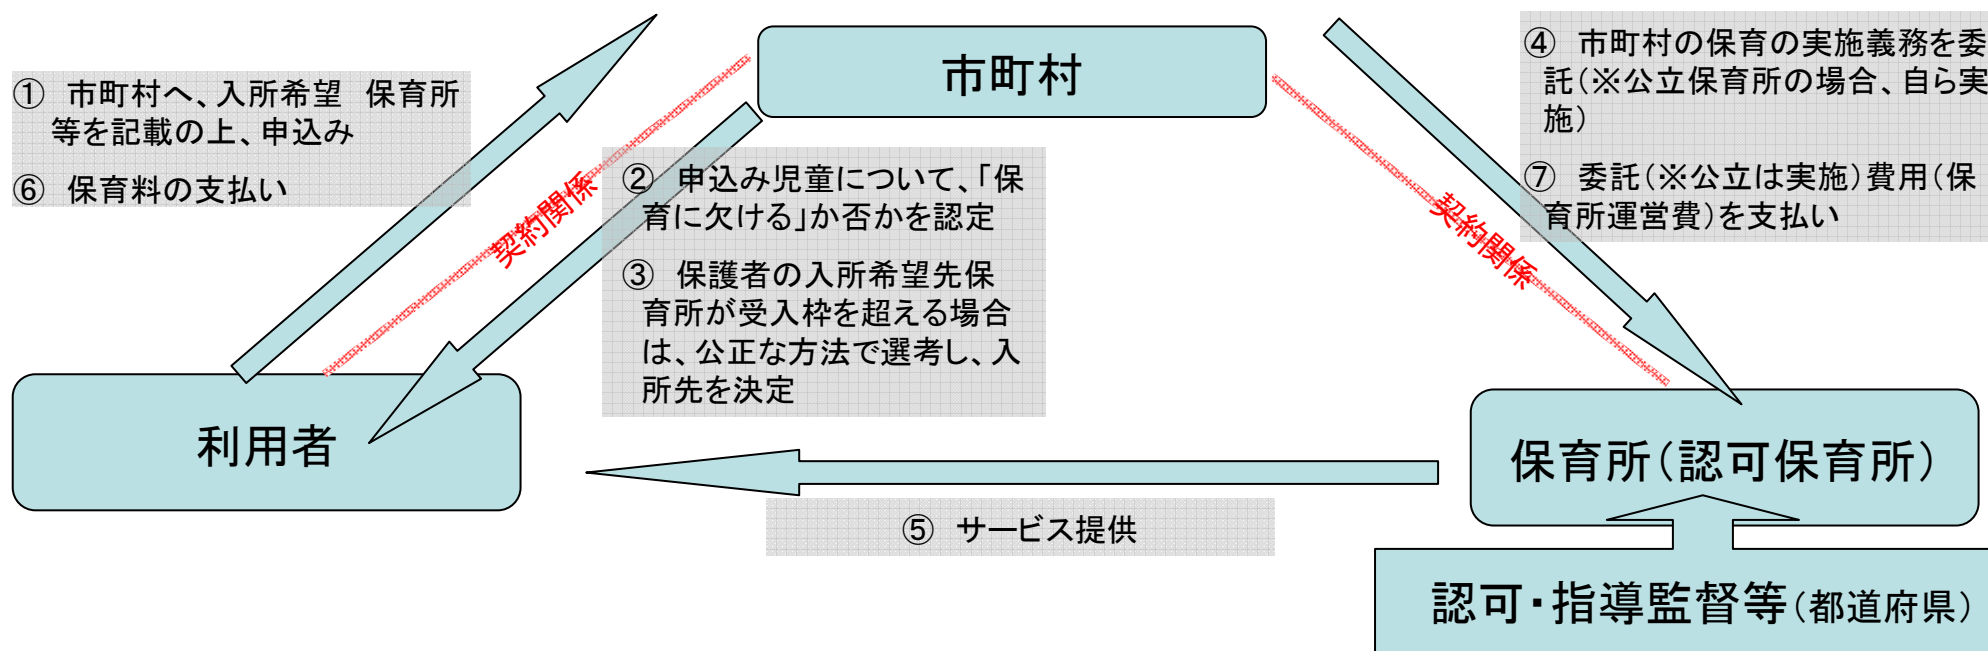 市町村
① 市町村へ、入所希望 保育所
等を記載の上、申込み
⑥ 保育料の支払い
契約関係
② 申込み児童について、「保
育に欠ける」か否かを認定
③ 保護者の入所希望先保
育所が受入枠を超える場合
は、公正な方法で選考し、入
所先を決定
契約関係
④ 市町村の保育の実施義務を委
託(※公立保育所の場合、自ら実
施)
⑦ 委託(※公立は実施)費用(保
育所運営費)を支払い
利用者
保育所(認可保育所)
⑤ サービス提供
認可・指導監督等(都道府県)